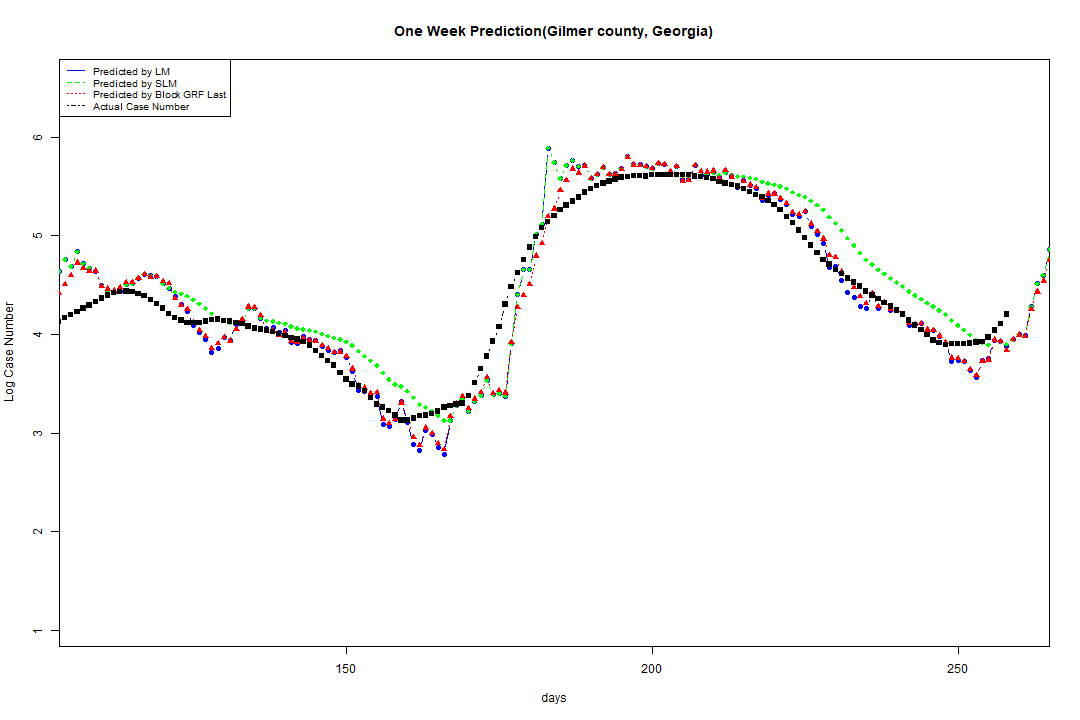 One Week Prediction(Gilmer county, Georgia)
Predicted by LM
Predicted by SLM
Predicted by Block GRF Last
Actual Case Number
6
5
4
3
2
1
Log Case Number
150
200
250
days